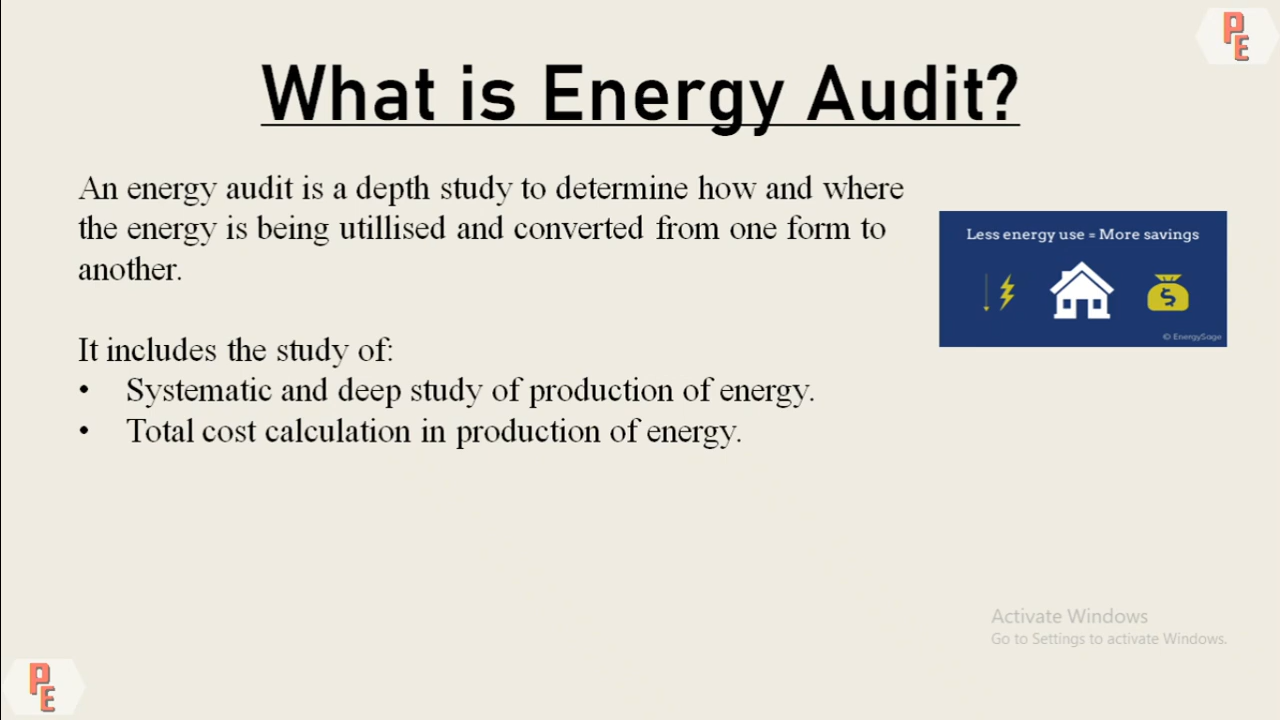 PE
What is Energy Audit?
An energy audit is a depth study to determine how and where
the energy is being utillised and converted from one form to
another.
Less energy use = More savings
$
© EnergySage
It includes the study of:
• Systematic and deep study of production of energy.
• Total cost calculation in production of energy.
Activate Windows
Go to Settings to activate Windows.
PE